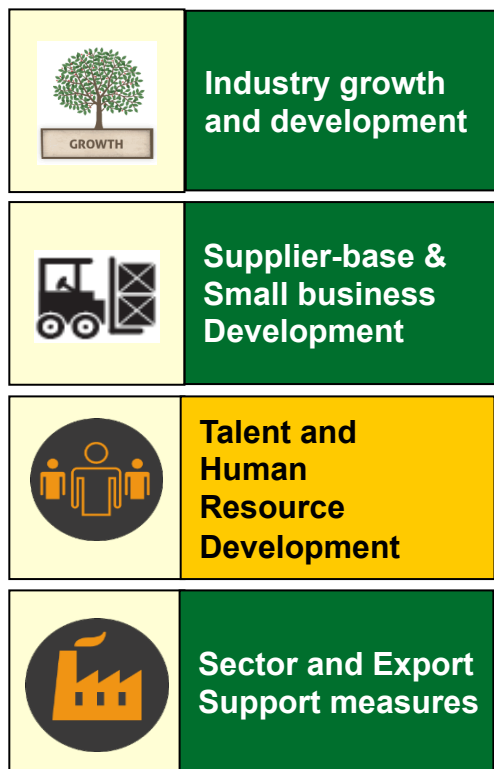 GROWTH
Industry growth
and development
Supplier-base &
Small business
Development
Talent and
Human
Resource
Development
Sector and Export
Support measures